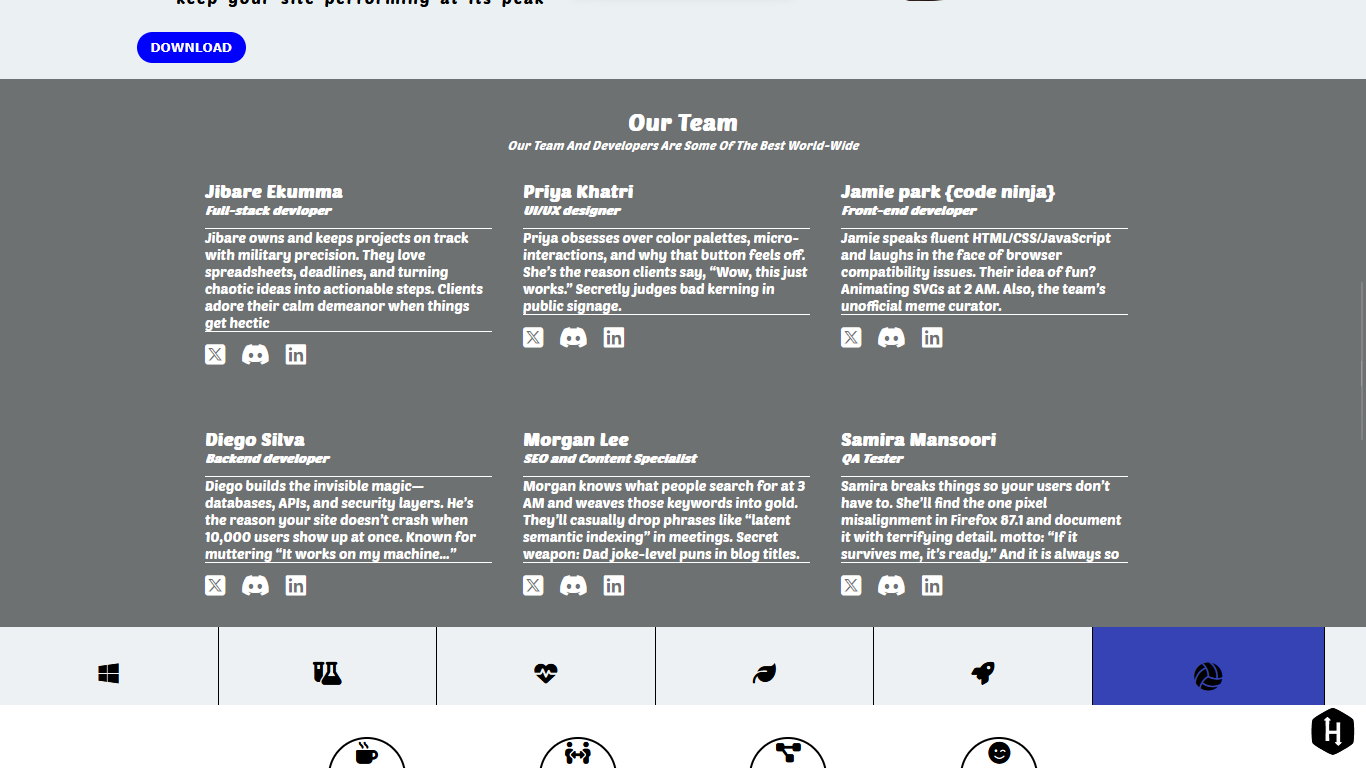 keep your site performing at its peak
DOWNLOAD
Our Team
Our Team And Developers Are Some Of The Best World-Wide
Jibare Ekumma
Full-stack devloper
Jibare owns and keeps projects on track
with military precision. They love
spreadsheets, deadlines, and turning
chaotic ideas into actionable steps. Clients
adore their calm demeanor when things
get hectic
Priya Khatri
UI/UX designer
Priya obsesses over color palettes, micro-
interactions, and why that button feels off.
She's the reason clients say, “Wow, this just
works.” Secretly judges bad kerning in
public signage.
Jamie park {code ninja}
Front-end developer
Jamie speaks fluent HTML/CSS/JavaScript
and laughs in the face of browser
compatibility issues. Their idea of fun?
Animating SVGs at 2 AM. Also, the team's
unofficial meme curator.
Diego Silva
Backend developer
Diego builds the invisible magic—
databases, APIs, and security layers. He's
the reason your site doesn't crash when
10,000 users show up at once. Known for
muttering “It works on my machine...”
Morgan Lee
SEO and Content Specialist
Morgan knows what people search for at 3
AM and weaves those keywords into gold.
They'll casually drop phrases like “latent
semantic indexing” in meetings. Secret
weapon: Dad joke-level puns in blog titles.
Samira Mansoori
QA Tester
Samira breaks things so your users don't
have to. She'll find the one pixel
misalignment in Firefox 87.1 and document
it with terrifying detail. motto: “If it
survives me, it's ready.” And it is always so